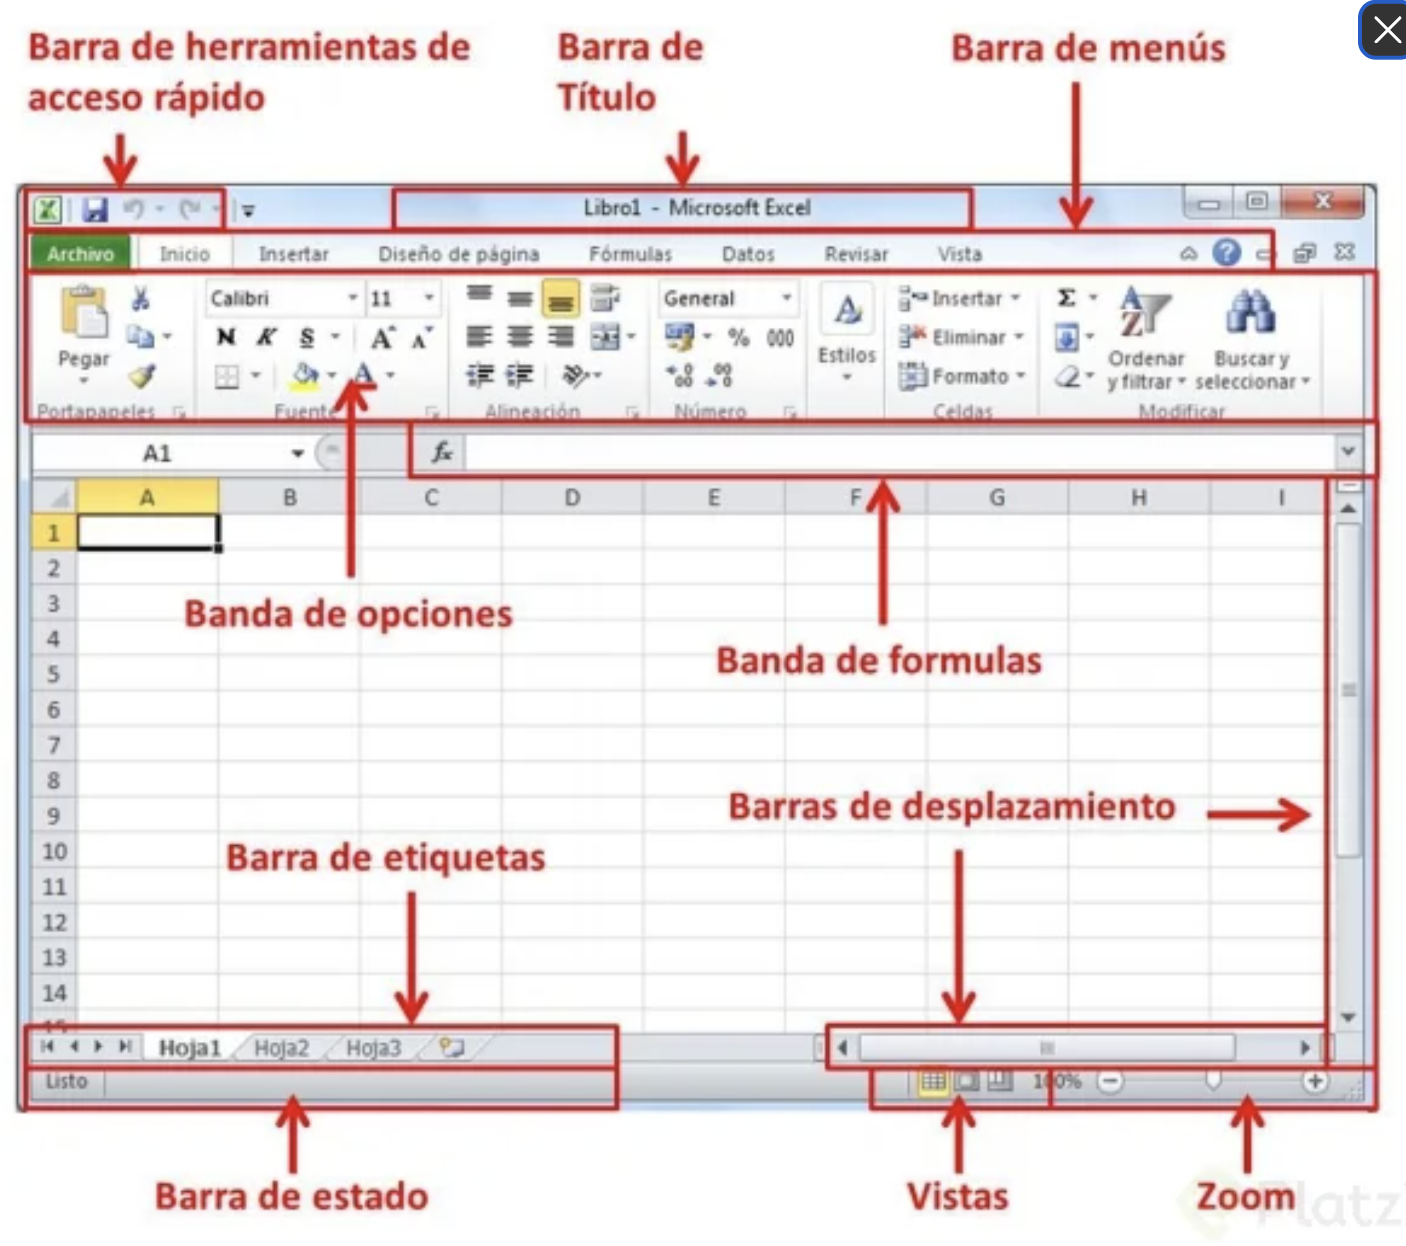 Barra de herramientas de
acceso rápido
Barra de
Título
Barra de menús
Libro1 - Microsoft Excel
Archivo Inicio Insertar Diseño de página Fórmulas Datos Revisar Vista
Calibri 11 General Insertar Σ A Z
Pegar N K S A A % 000 Estilos Eliminar Ordenar y filtrar Buscar y seleccionar
A Formato
Portapapeles Fuente Alineación Número Celdas Modificar
A1 fx
A B C D E F G H I
1
2
3
Banda de opciones
4
Banda de formulas
5
6
7
8
9
Barras de desplazamiento
10
Barra de etiquetas
11
12
13
14
15
Hoja1 Hoja2 Hoja3
Listo 100%
Barra de estado
Vistas
Zoom
Platzi